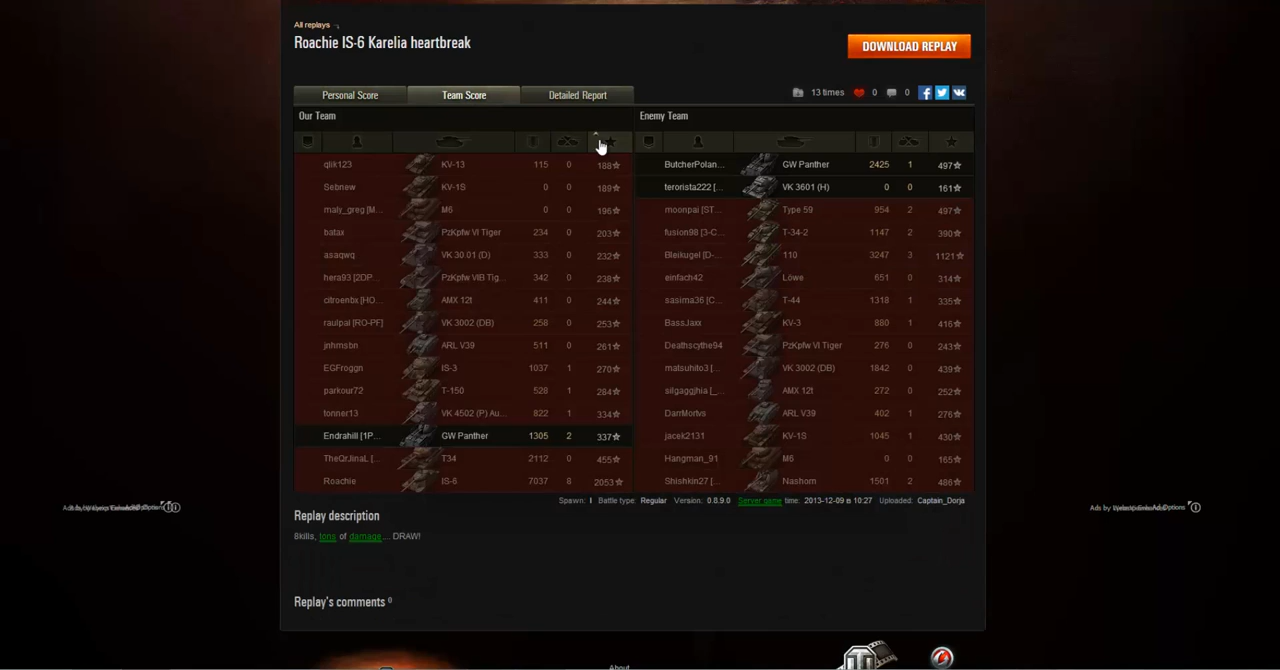 All replays
Roachie IS-6 Karelia heartbreak
DOWNLOAD REPLAY
Personal Score Team Score Detailed Report 13 times 0 0
Our Team Enemy Team
qlik123 KV-13 115 0 188 ButcherPolan... GW Panther 2425 1 497
Sebriew KV-1S 0 0 189 terorista222 [... VK 3601 (H) 0 0 161
maly_greg [M... M6 0 0 196 moonpai [ST... Type 59 954 2 497
batax PzKpfw VI Tiger 234 0 203 fusion98 [3-C... T-34-2 1147 2 390
asaqwq VK 30.01 (D) 333 0 232 Bleikugel [D-... 110 3247 3 1121
hera93 [2DP... PzKpfw VIB Tig... 342 0 238 einfach42 Löwe 651 0 314
citroenbx [HO... AMX 12t 411 0 244 sasima36 [C... T-44 1318 1 335
raulpal [RO-PF] VK 3002 (DB) 258 0 253 BassJaxx KV-3 880 1 416
jnhmsbn ARL V39 511 0 261 Deathscythe94 PzKpfw VI Tiger 276 0 243
EGFroggn IS-3 1037 1 270 matsuhito3 [... VK 3002 (DB) 1842 0 439
parkour72 T-150 528 1 284 silgaggjhia [_... AMX 12t 272 0 252
tonner13 VK 4502 (P) Au... 822 1 334 DarrMorlvs ARL V39 402 1 276
Endrahill [1P... GW Panther 1305 2 337 jacek2131 KV-1S 1045 1 430
TheQrJinaL [... T34 2112 0 455 Hangman_91 M6 0 0 165
Roachie IS-6 7037 8 2053 Shishkin27 [... Nashorn 1501 2 486
Spawn: I Battle type: Regular Version: 0.8.9.0 Server game time: 2013-12-09 в 10:27 Uploaded: Captain_Dorja
Replay description
8kills, tons of damage... DRAW!
Replay's comments 0
About